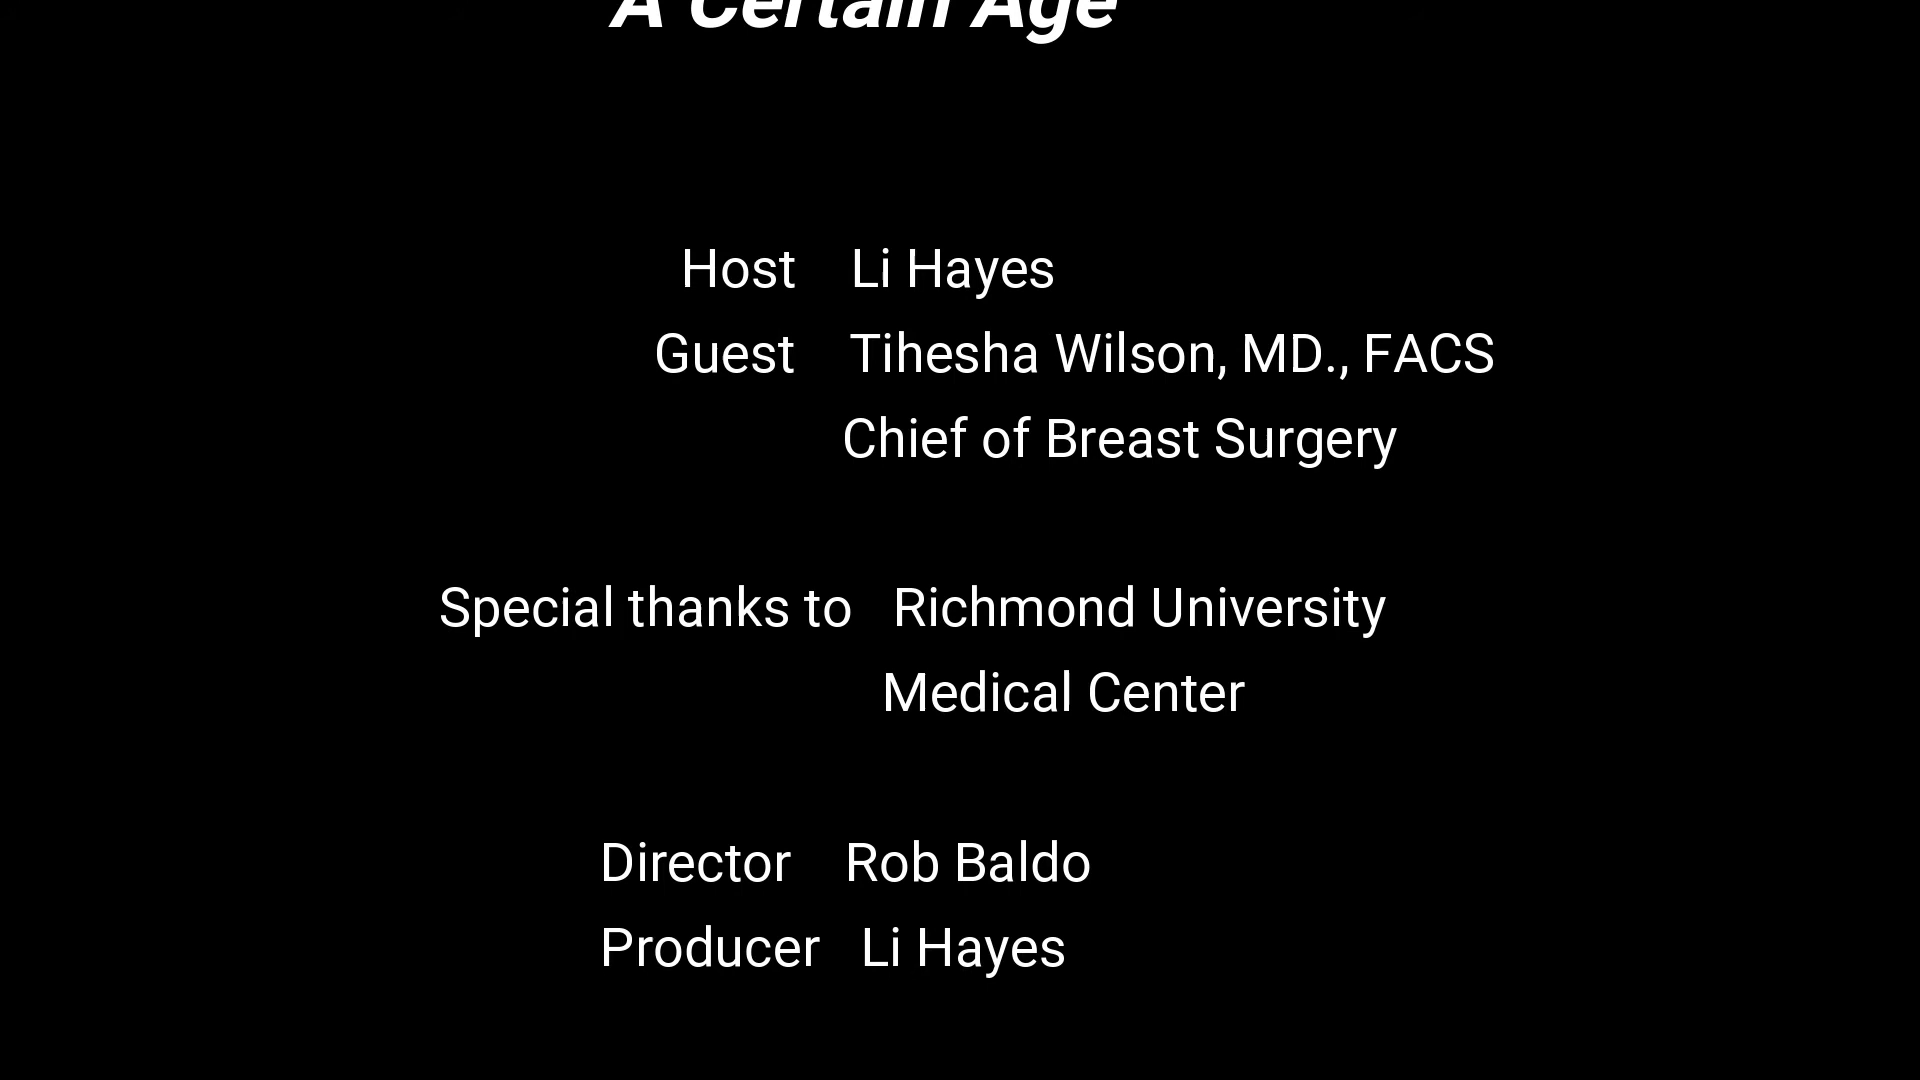 A Certain Age
Host Li Hayes
Guest Tihesha Wilson, MD., FACS
Chief of Breast Surgery
Special thanks to Richmond University
Medical Center
Director Rob Baldo
Producer Li Hayes